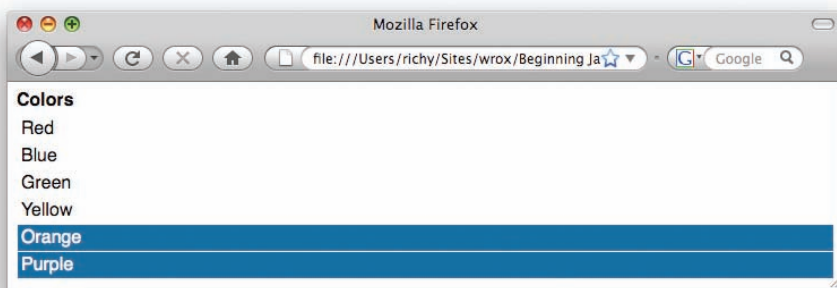 Mozilla Firefox
file:///Users/richy/Sites/wrox/Beginning Ja
G Google
Colors
Red
Blue
Green
Yellow
Orange
Purple